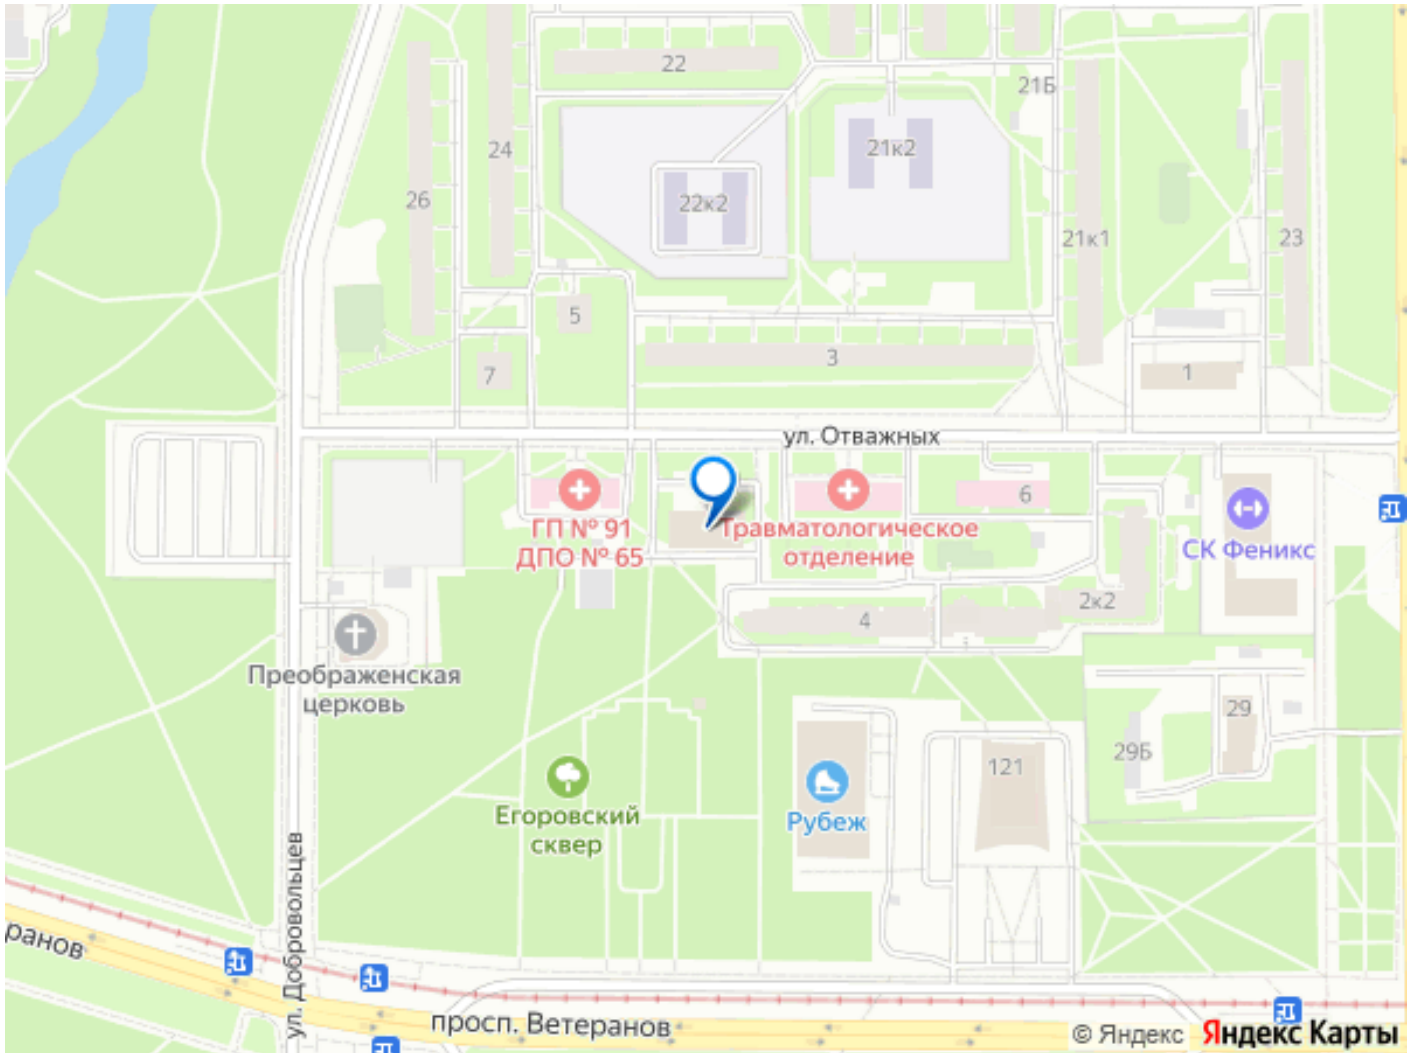 22
21Б
24
21к2
26
22к2
21к1
23
5
3
7
1
ул. Отважных
6
ГП № 91
ДПО № 65
Травматологическое
отделение
СК Феникс
2к2
4
Преображенская
церковь
29
29Б
121
Егоровский
сквер
Рубеж
ул. Добровольцев
ранов
просп. Ветеранов
© Яндекс Яндекс Карты